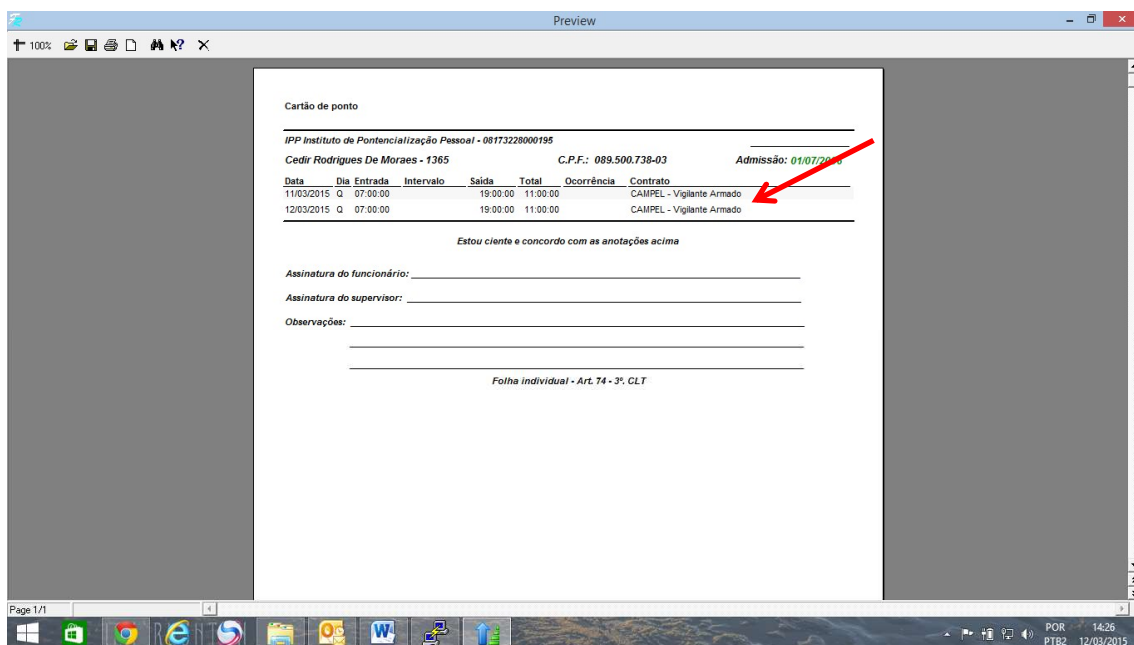 Preview
100%
Cartão de ponto
IPP Instituto de Pontencialização Pessoal - 08173228000195
Cedir Rodrigues De Moraes - 1365 C.P.F.: 089.500.738-03 Admissão:
Data Dia Entrada Intervalo Saída Total Ocorrência Contrato
11/03/2015 Q 07:00:00 19:00:00 11:00:00 CAMPEL - Vigilante Armado
12/03/2015 Q 07:00:00 19:00:00 11:00:00 CAMPEL - Vigilante Armado
Estou ciente e concordo com as anotações acima
Assinatura do funcionário:
Assinatura do supervisor:
Observações:
Folha individual - Art. 74 - 3º. CLT
Page 1/1
POR 14:26
PTB2 12/03/2015